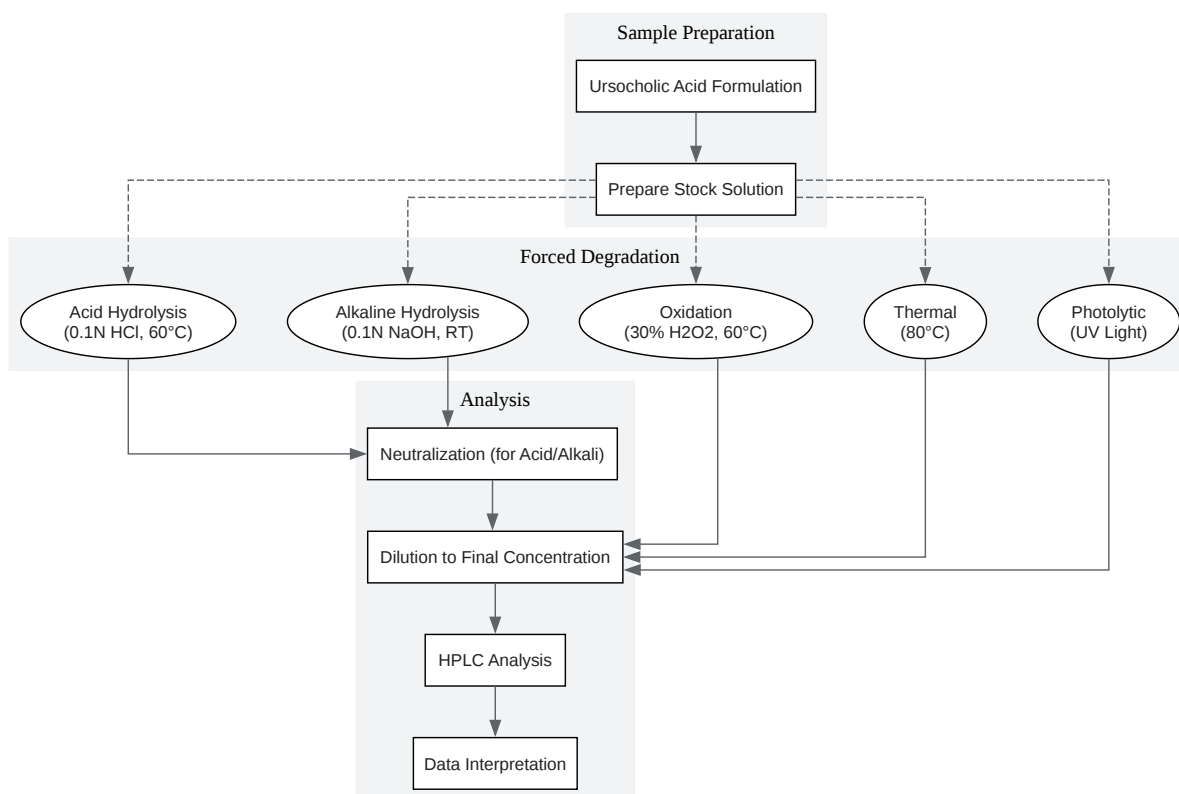 Sample Preparation
Ursocholic Acid Formulation
Prepare Stock Solution
Forced Degradation
Acid Hydrolysis
(0.1N HCl, 60°C)
Alkaline Hydrolysis
(0.1N NaOH, RT)
Oxidation
(30% H2O2, 60°C)
Thermal
(80°C)
Photolytic
(UV Light)
Analysis
Neutralization (for Acid/Alkali)
Dilution to Final Concentration
HPLC Analysis
Data Interpretation